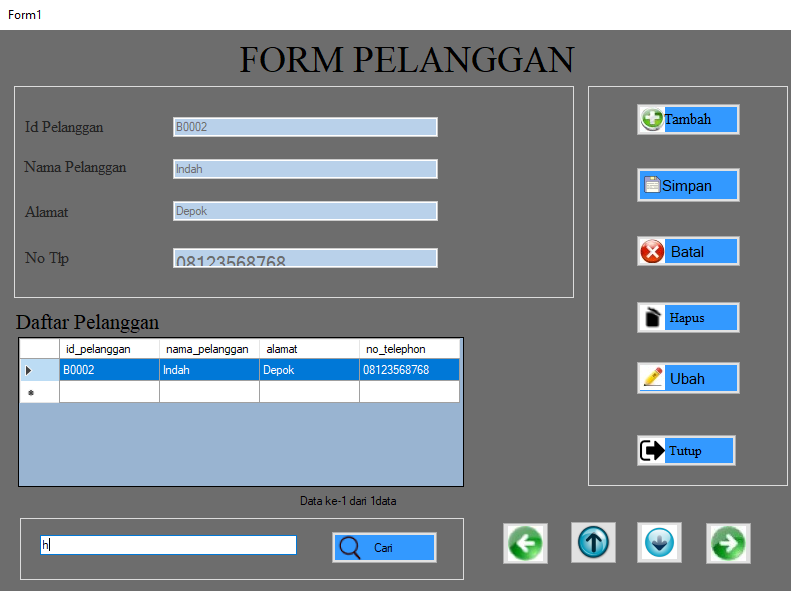 Form1
FORM PELANGGAN
Id Pelanggan B0002
Nama Pelanggan Indah
Alamat Depok
No Tlp 08123568768
Tambah
Simpan
Batal
Hapus
Ubah
Tutup
Daftar Pelanggan
id_pelanggan nama_pelanggan alamat no_telephon
B0002 Indah Depok 08123568768
Data ke-1 dari 1data
h
Cari